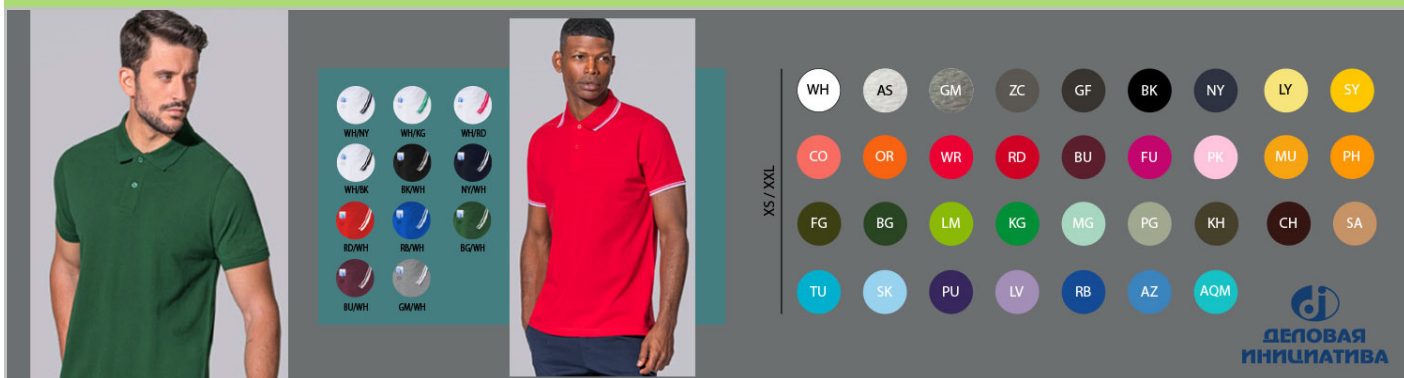 WH/NY WH/KG WH/RD
WH/BK BK/WH NY/WH
RD/WH RB/WH BG/WH
BU/WH GM/WH
XS / XXL
WH AS GM ZC GF BK NY LY SY
CO OR WR RD BU FU PK MU PH
FG BG LM KG MG PG KH CH SA
TU SK PU LV RB AZ AQM
ДЕЛОВАЯ
ИНИЦИАТИВА